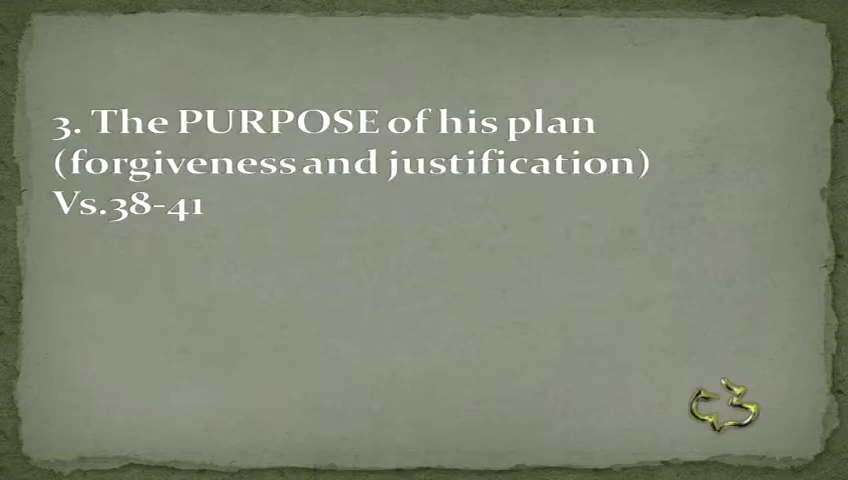 3. The PURPOSE of his plan
(forgiveness and justification)
Vs.38-41